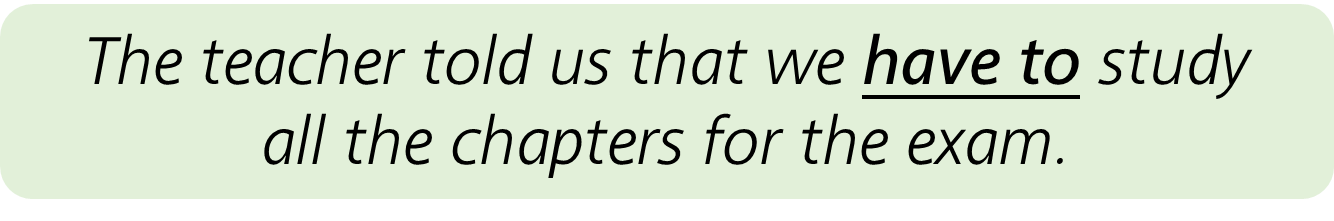 The teacher told us that we have to study
all the chapters for the exam.